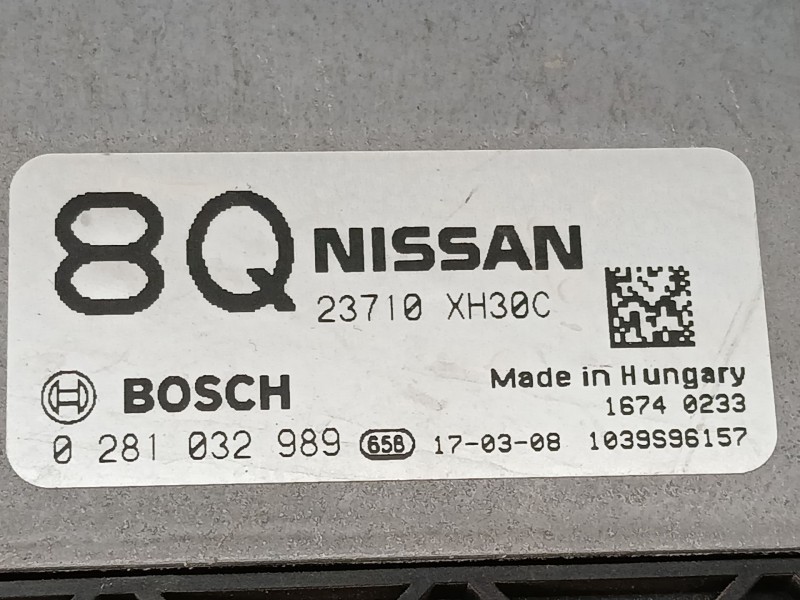 8Q NISSAN
23710 XH30C
BOSCH
Made in Hungary
1674 0233
0 281 032 989 658 17-03-08 1039S96157